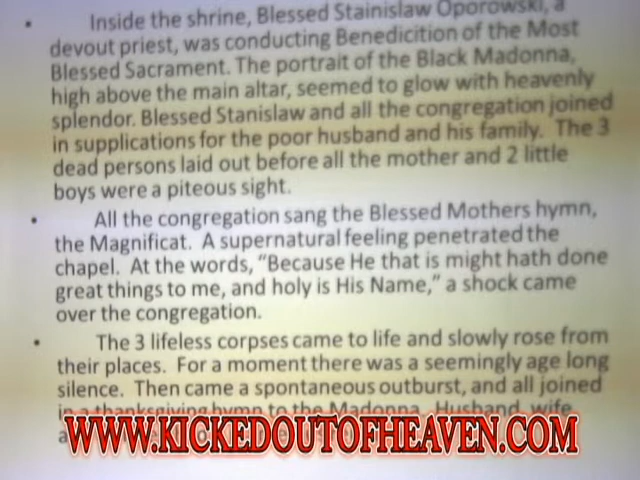 • Inside the shrine, Blessed Stainislaw Oporowski, a
devout priest, was conducting Benedicition of the Most
Blessed Sacrament. The portrait of the Black Madonna,
high above the main altar, seemed to glow with heavenly
splendor. Blessed Stanislaw and all the congregation joined
in supplications for the poor husband and his family. The 3
dead persons laid out before all the mother and 2 little
boys were a piteous sight.
• All the congregation sang the Blessed Mothers hymn,
the Magnificat. A supernatural feeling penetrated the
chapel. At the words, “Because He that is might hath done
great things to me, and holy is His Name,” a shock came
over the congregation.
• The 3 lifeless corpses came to life and slowly rose from
their places. For a moment there was a seemingly age long
silence. Then came a spontaneous outburst, and all joined
in a thanksgiving hymn to the Madonna. Husband, wife,
WWW.KICKEDOUTOFHEAVEN.COM